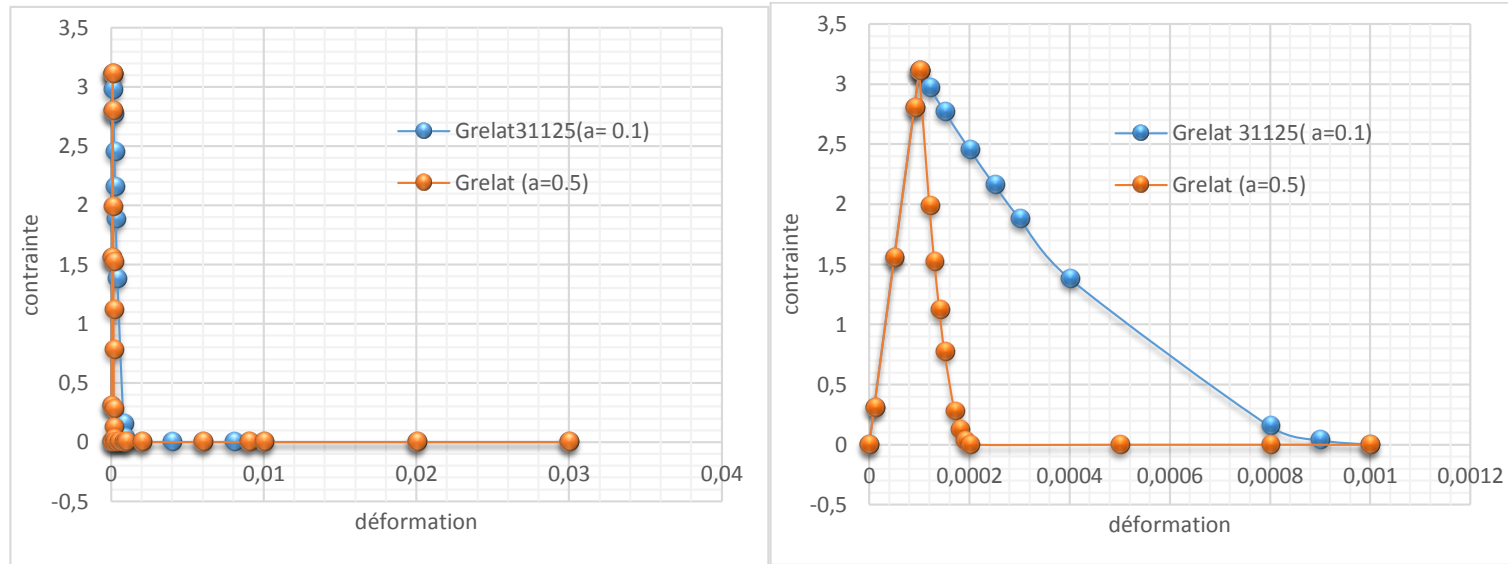 3,5
3
2,5
2
1,5
1
0,5
0
-0,5
contrainte
Grelat31125(a= 0.1)
Grelat (a=0.5)
0 0,01 0,02 0,03 0,04
déformation
3,5
3
2,5
2
1,5
1
0,5
0
-0,5
contrainte
Grelat 31125( a=0.1)
Grelat (a=0.5)
0 0,0002 0,0004 0,0006 0,0008 0,001 0,0012
déformation